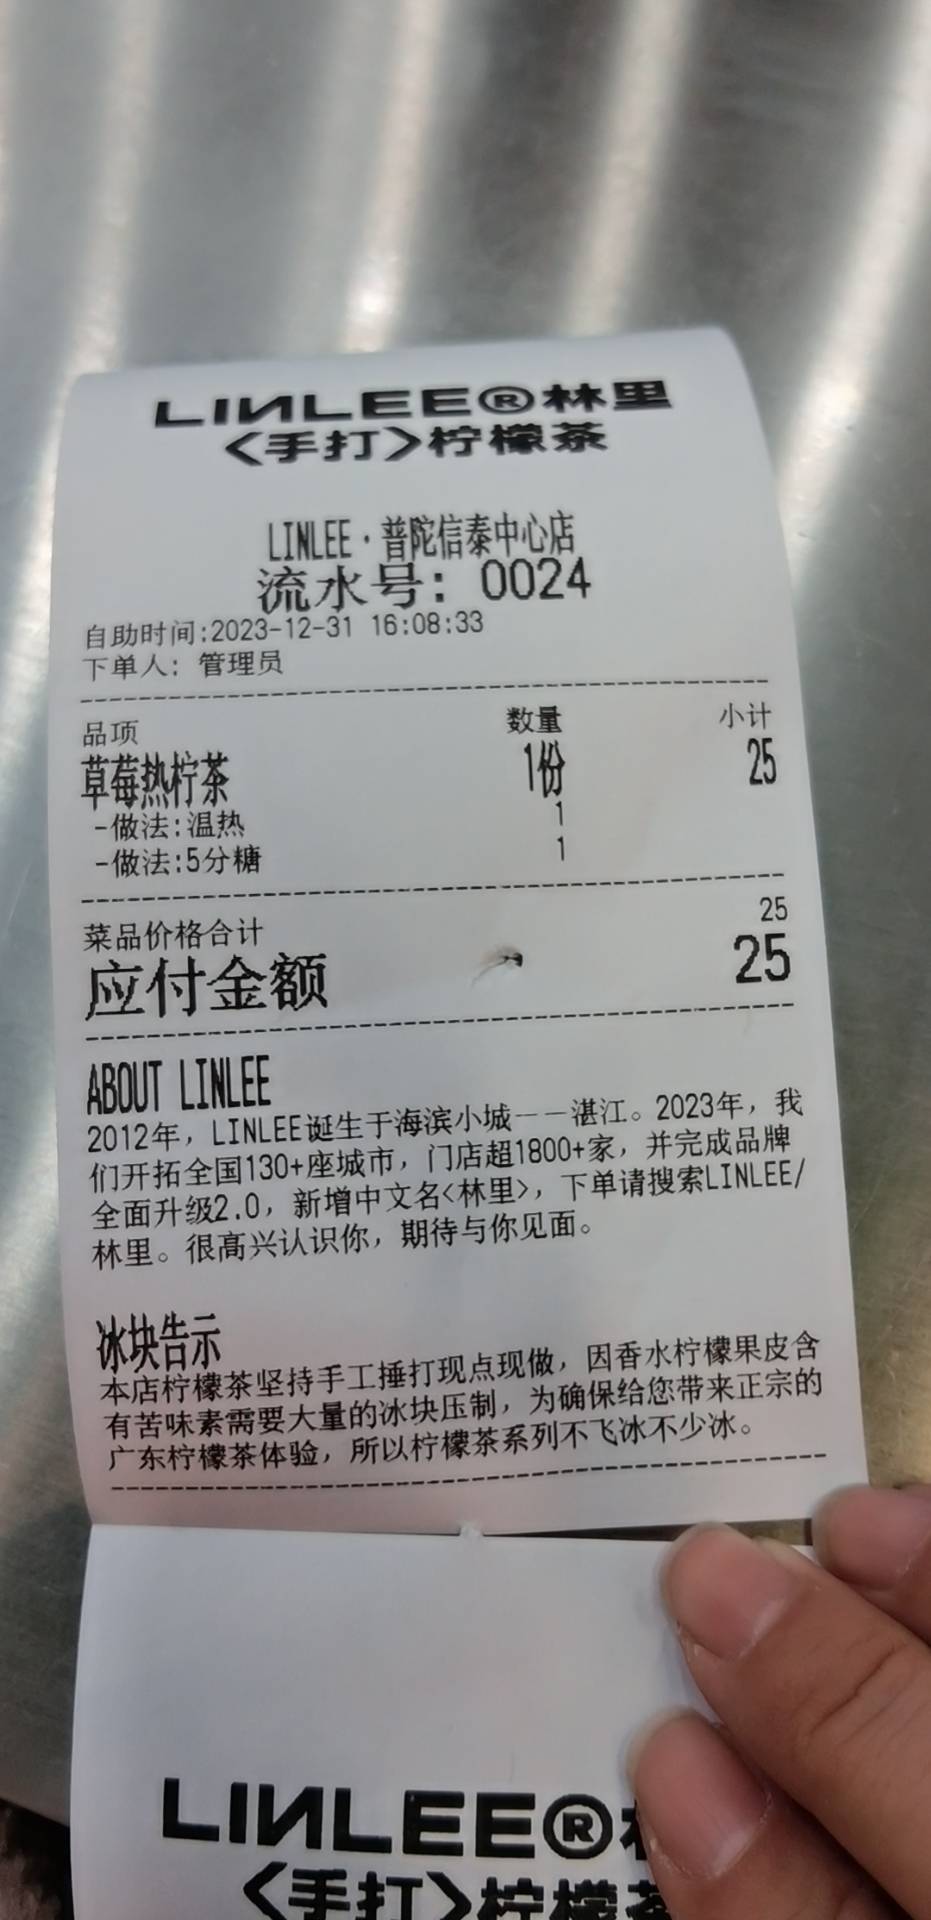 LINLEE®林里
<手打>柠檬茶
LINLEE·普陀信泰中心店
流水号: 0024
自助时间:2023-12-31 16:08:33
下单人: 管理员
品项 数量 小计
草莓热柠茶 1份 25
-做法:温热 1
-做法:5分糖 1
菜品价格合计 25
应付金额 25
ABOUT LINLEE
2012年，LINLEE诞生于海滨小城——湛江。2023年，我
们开拓全国130+座城市，门店超1800+家，并完成品牌
全面升级2.0，新增中文名<林里>，下单请搜索LINLEE/
林里。很高兴认识你，期待与你见面。
冰块告示
本店柠檬茶坚持手工捶打现点现做，因香水柠檬果皮含
有苦味素需要大量的冰块压制，为确保给您带来正宗的
广东柠檬茶体验，所以柠檬茶系列不飞冰不少冰。
LINLEE®
<手打>柠檬茶